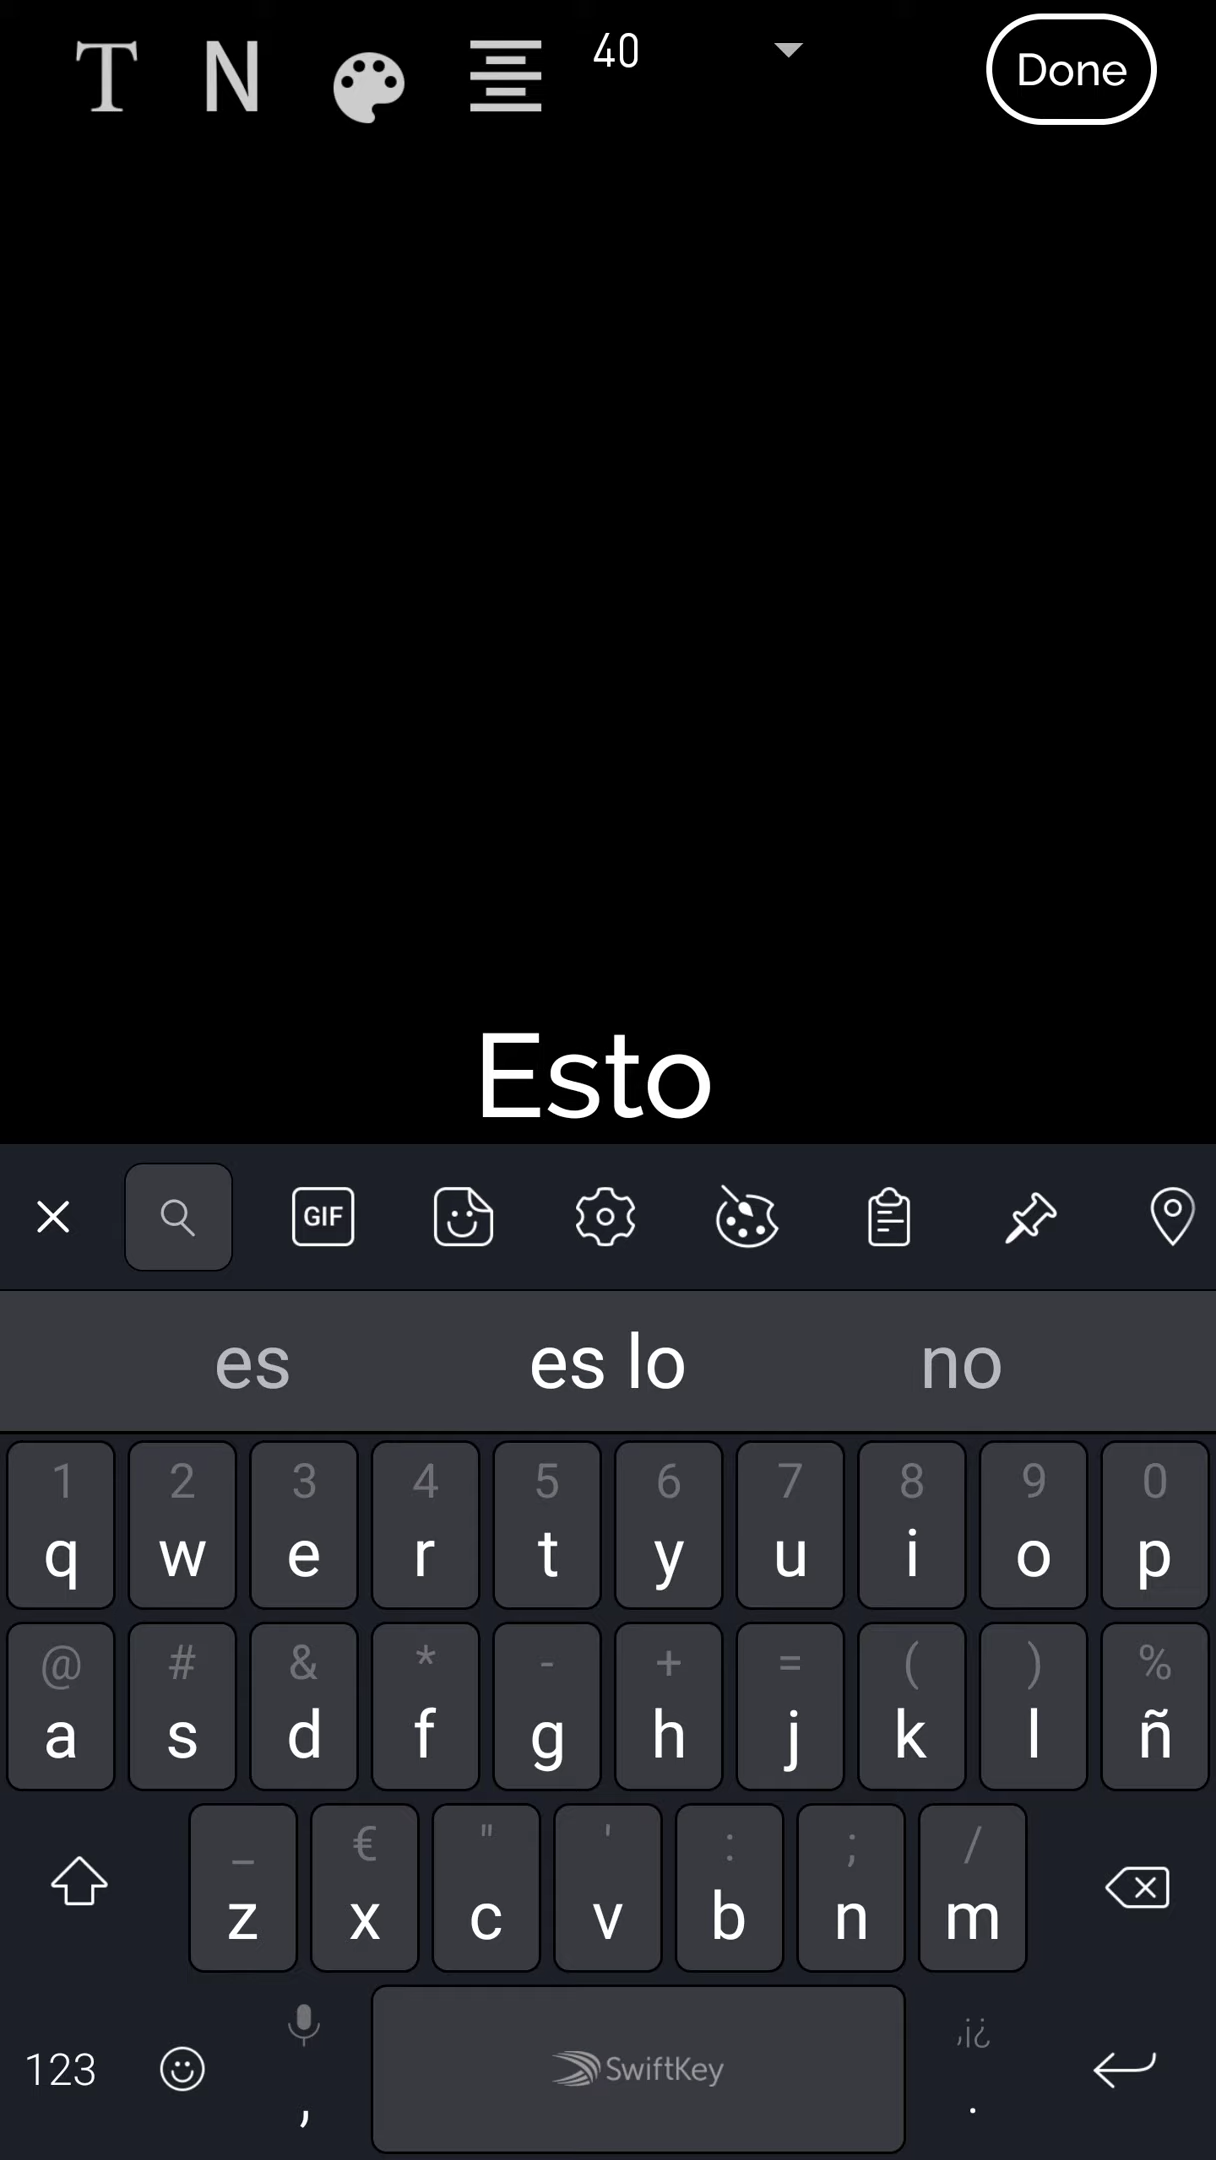 T N 40 Done
Esto
GIF
es es lo no
1 2 3 4 5 6 7 8 9 0
q w e r t y u i o p
@ # & * - + = ( ) %
a s d f g h j k l ñ
_ € " ' : ; /
z x c v b n m
,¡¿
123 , SwiftKey .